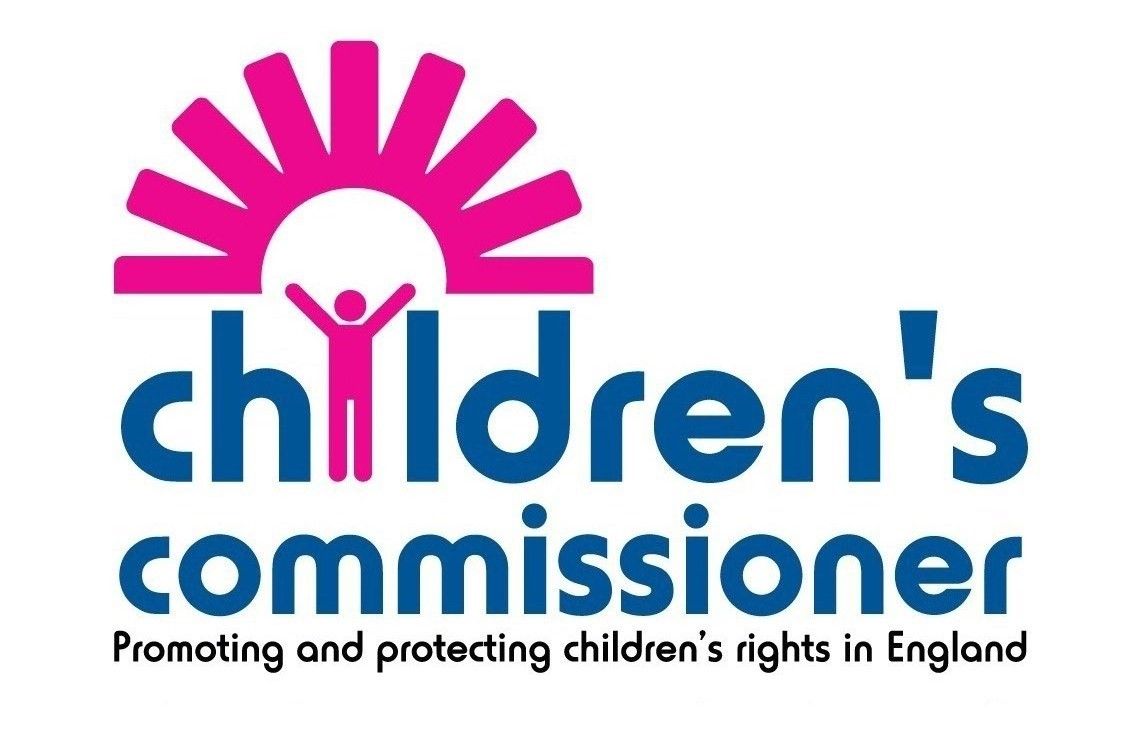 children's
commissioner
Promoting and protecting children's rights in England